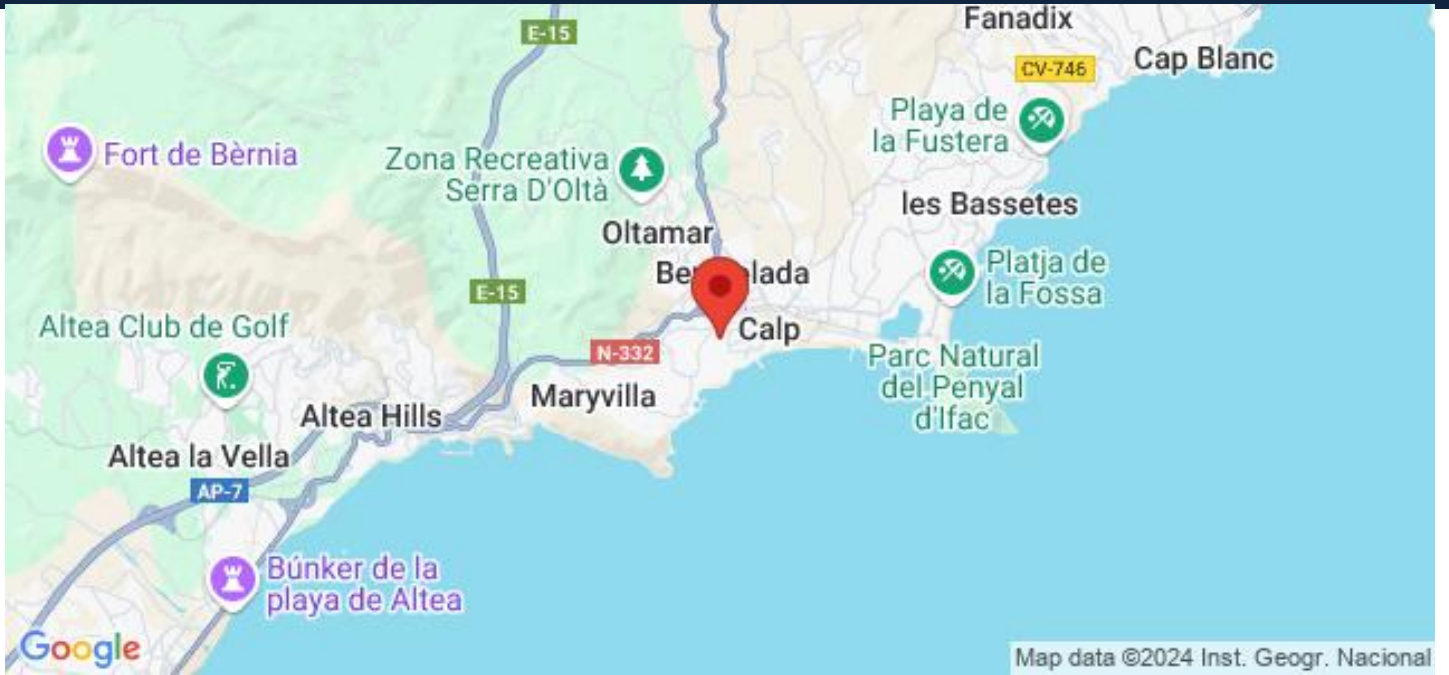 Fanadix
E-15
CV-746
Cap Blanc
Playa de
la Fustera
Fort de Bèrnia
Zona Recreativa
Serra D'Oltà
les Bassetes
Oltamar
Platja de
la Fossa
E-15
Altea Club de Golf
Calp
N-332
Parc Natural
del Penyal
d'Ifac
Maryvilla
Altea Hills
Altea la Vella
AP-7
Búnker de la
playa de Altea
Google
Map data ©2024 Inst. Geogr. Nacional